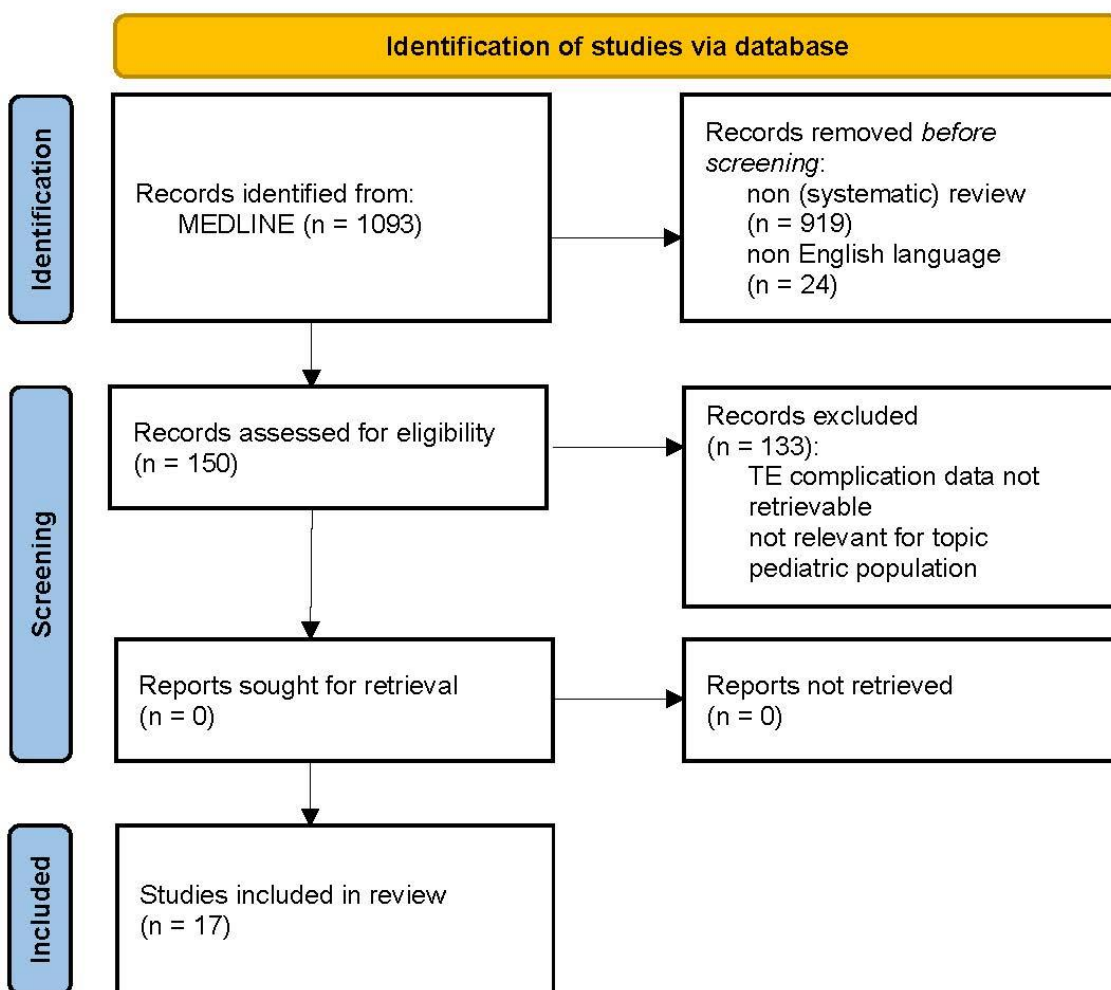 Identification of studies via database
Identification
Records identified from:
MEDLINE (n = 1093)
Records removed before
screening:
non (systematic) review
(n = 919)
non English language
(n = 24)
Screening
Records assessed for eligibility
(n = 150)
Records excluded
(n = 133):
TE complication data not
retrievable
not relevant for topic
pediatric population
Reports sought for retrieval
(n = 0)
Reports not retrieved
(n = 0)
Included
Studies included in review
(n = 17)